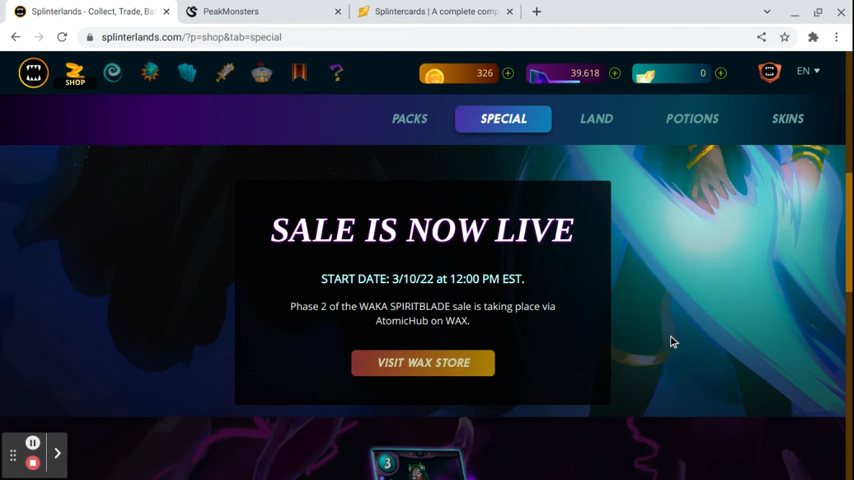 Splinterlands - Collect, Trade, Ba
PeakMonsters
Splintercards | A complete comp
splinterlands.com/?p=shop&tab=special
SHOP
326
39.618
0
EN
PACKS
SPECIAL
LAND
POTIONS
SKINS
SALE IS NOW LIVE
START DATE: 3/10/22 at 12:00 PM EST.
Phase 2 of the WAKA SPIRITBLADE sale is taking place via
AtomicHub on WAX.
VISIT WAX STORE
3